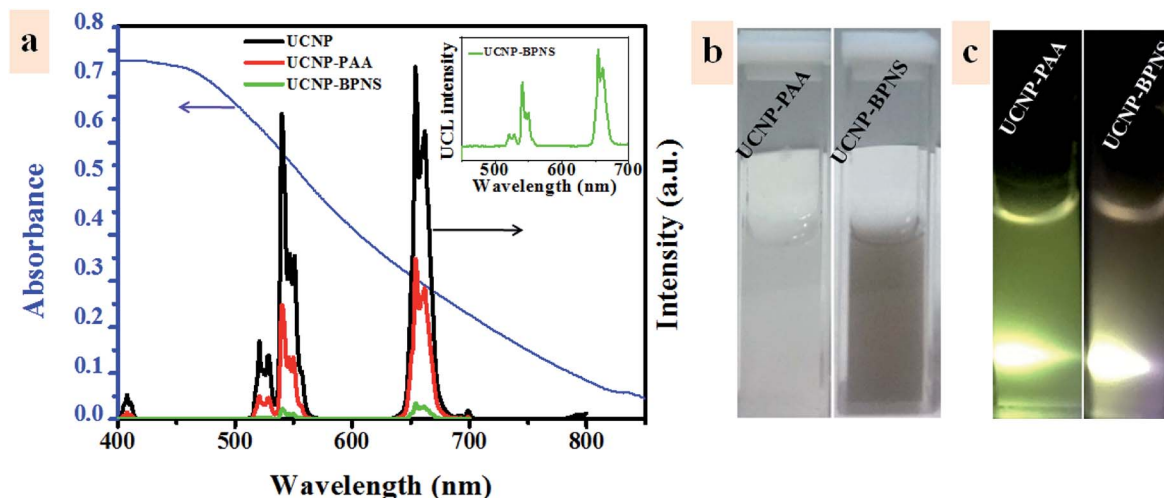 a
0.8
0.7
0.6
0.5
0.4
0.3
0.2
0.1
0.0
Absorbance
UCNP
UCNP-PAA
UCNP-BPNS
UCNP-BPNS
UCL intensity
500
600
700
Wavelength (nm)
400
500
600
700
800
Wavelength (nm)
Intensity (a.u.)
b
UCNP-PAA
UCNP-BPNS
c
UCNP-PAA
UCNP-BPNS